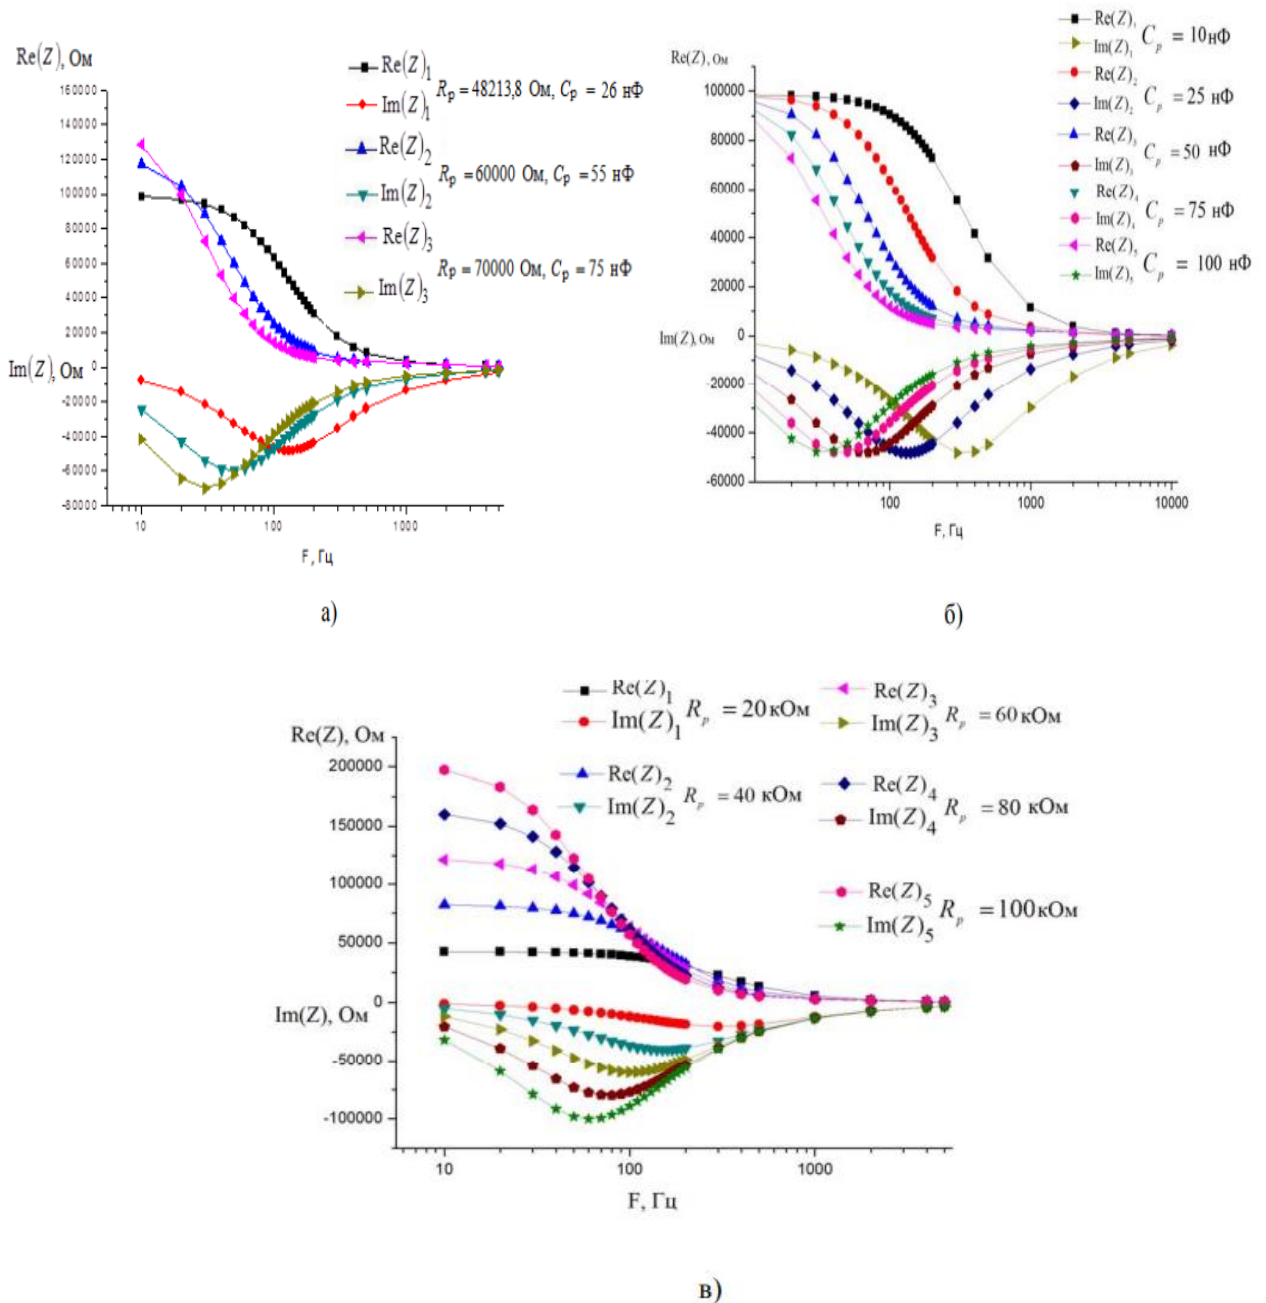 Re(Z), Ом
160000
140000
120000
100000
80000
60000
40000
20000
0
Im(Z), Ом
-20000
-40000
-60000
-80000
10
100
1000
F, Гц
Re(Z)₁
Im(Z)₁
Rр = 48213,8 Ом, Cр = 26 нФ
Re(Z)₂
Im(Z)₂
Rр = 60000 Ом, Cр = 55 нФ
Re(Z)₃
Im(Z)₃
Rр = 70000 Ом, Cр = 75 нФ
а)
Re(Z), Ом
100000
80000
60000
40000
20000
0
Im(Z), Ом
-20000
-40000
-60000
100
1000
10000
F, Гц
Re(Z)₁
Im(Z)₁
Cₚ = 10 нФ
Re(Z)₂
Im(Z)₂
Cₚ = 25 нФ
Re(Z)₃
Im(Z)₃
Cₚ = 50 нФ
Re(Z)₄
Im(Z)₄
Cₚ = 75 нФ
Re(Z)₅
Im(Z)₅
Cₚ = 100 нФ
б)
Re(Z), Ом
200000
150000
100000
50000
0
Im(Z), Ом
-50000
-100000
10
100
1000
F, Гц
Re(Z)₁
Im(Z)₁
Rₚ = 20 кОм
Re(Z)₂
Im(Z)₂
Rₚ = 40 кОм
Re(Z)₃
Im(Z)₃
Rₚ = 60 кОм
Re(Z)₄
Im(Z)₄
Rₚ = 80 кОм
Re(Z)₅
Im(Z)₅
Rₚ = 100 кОм
в)